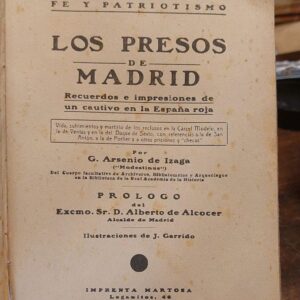 FE Y PATRIOTISMO
LOS PRESOS
DE
MADRID
Recuerdos e impresiones de
un cautivo en la España roja
Vida, sufrimientos y martirio de los reclusos en la Cárcel Modelo, en
la de Ventas y en la del Duque de Sexto, con referencias a la de San
Antón, a la de Porlier y a otras prisiones y "checas"
Por
G. Arsenio de Izaga
("Modestinus")
Del Cuerpo facultativo de Archiveros, Bibliotecarios y Arqueólogos
en la Biblioteca de la Real Academia de la Historia
PROLOGO
del
Excmo. Sr. D. Alberto de Alcocer
Alcalde de Madrid
Ilustraciones de J. Garrido
IMPRENTA MARTOSA
Leganitos, 48